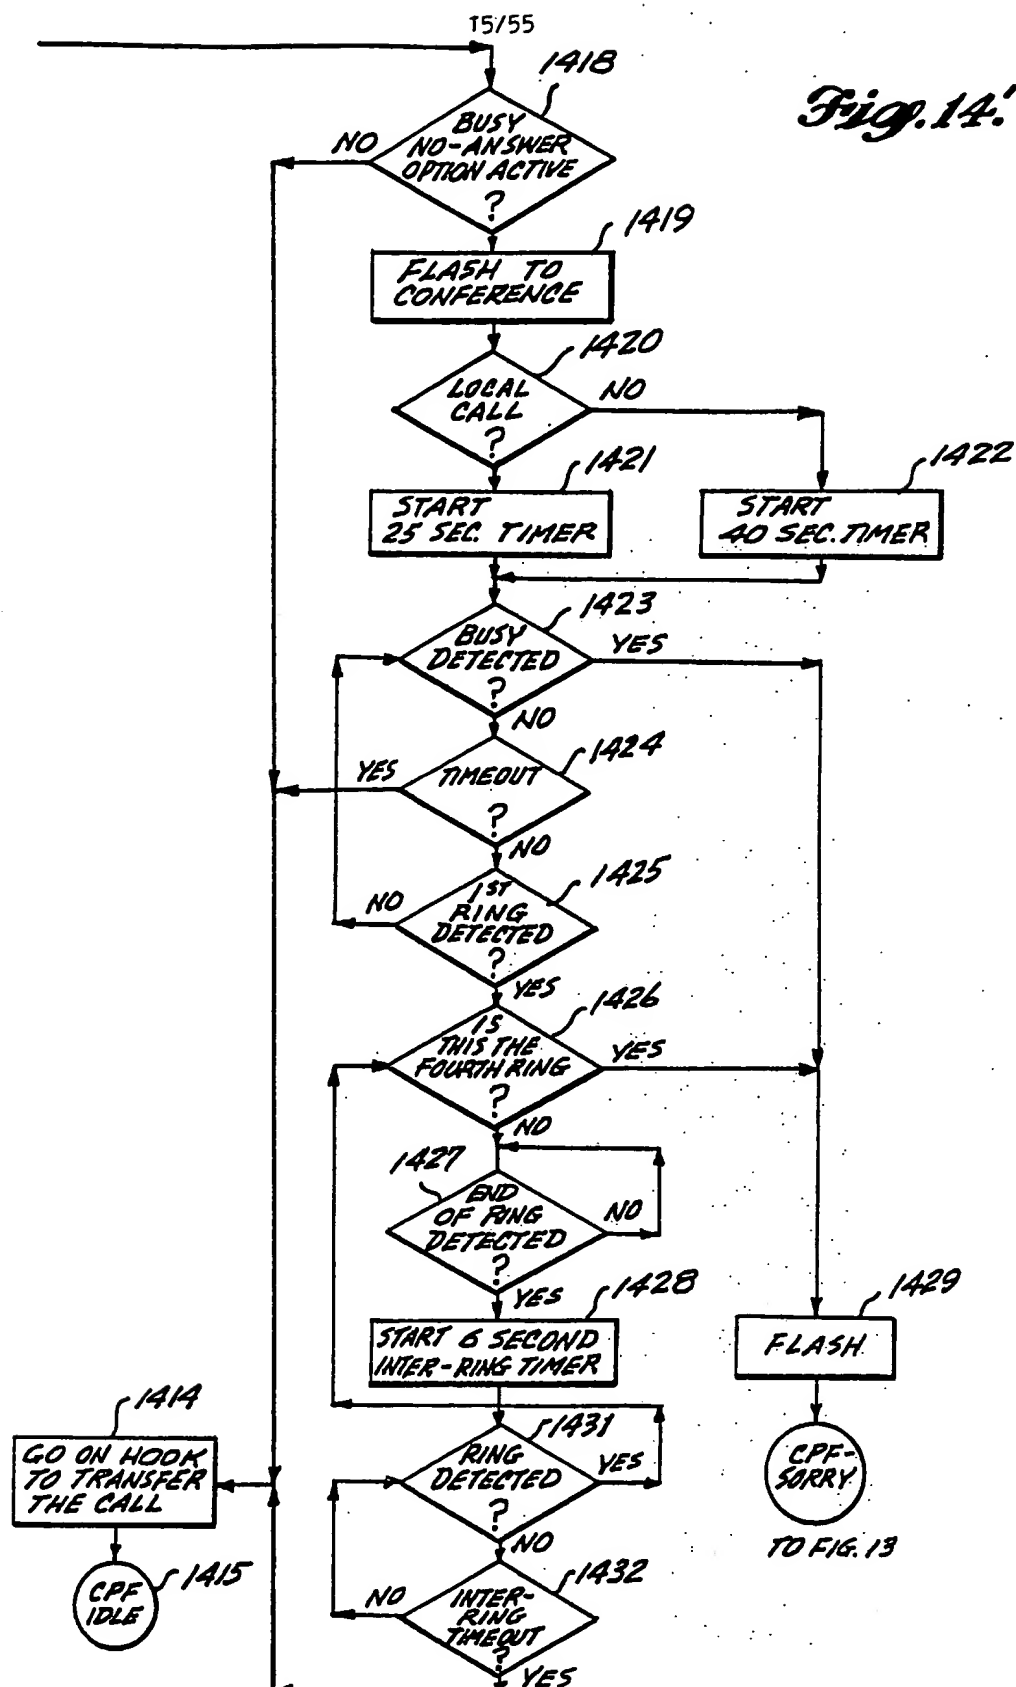 15/55
Fig. 14.
1418
BUSY
NO-ANSWER
OPTION ACTIVE
?
NO
1419
FLASH TO
CONFERENCE
1420
LOCAL
CALL
?
NO
1421
START
25 SEC. TIMER
1422
START
40 SEC. TIMER
1423
BUSY
DETECTED
?
YES
NO
1424
TIMEOUT
?
YES
NO
1425
1ST
RING
DETECTED
?
NO
YES
1426
IS
THIS THE
FOURTH RING
?
YES
NO
1427
END
OF RING
DETECTED
?
NO
YES
1428
START 6 SECOND
INTER-RING TIMER
1429
FLASH
1414
GO ON HOOK
TO TRANSFER
THE CALL
1431
RING
DETECTED
?
YES
NO
CPF-
SORRY
TO FIG. 13
1415
CPF
IDLE
1432
INTER-
RING
TIMEOUT
?
NO
YES